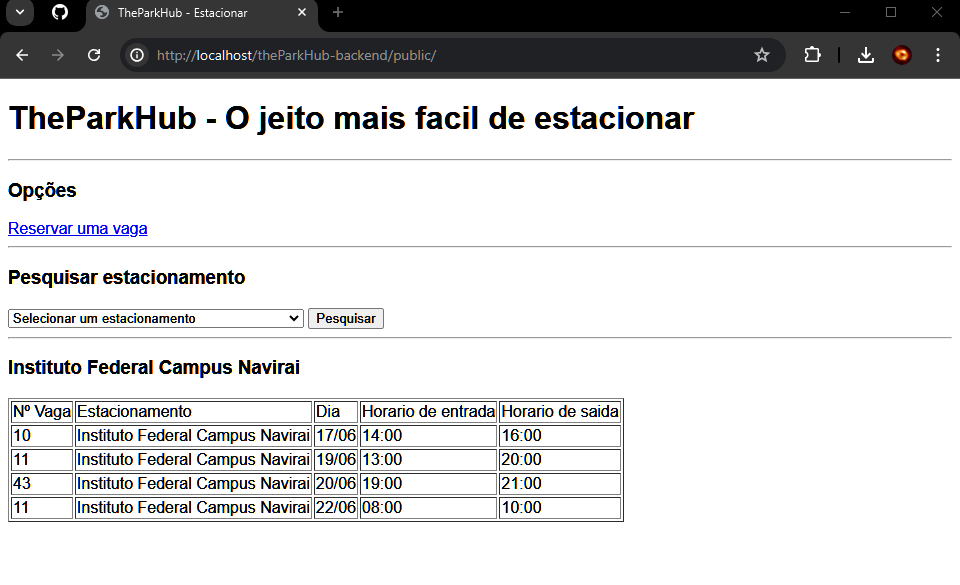 TheParkHub - Estacionar
http://localhost/theParkHub-backend/public/
TheParkHub - O jeito mais facil de estacionar
Opções
Reservar uma vaga
Pesquisar estacionamento
Selecionar um estacionamento Pesquisar
Instituto Federal Campus Navirai
Nº Vaga Estacionamento Dia Horario de entrada Horario de saida
10 Instituto Federal Campus Navirai 17/06 14:00 16:00
11 Instituto Federal Campus Navirai 19/06 13:00 20:00
43 Instituto Federal Campus Navirai 20/06 19:00 21:00
11 Instituto Federal Campus Navirai 22/06 08:00 10:00